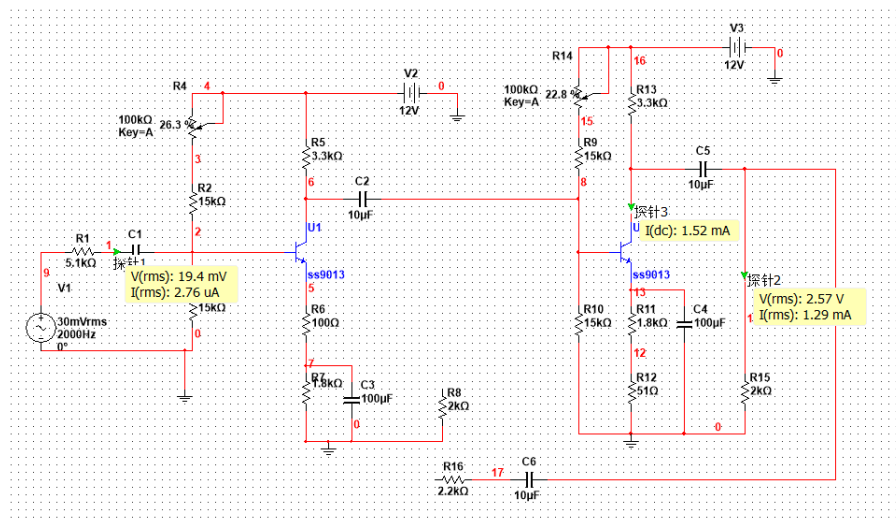 V3
16
0
12V
R14
100kΩ
Key=A
22.8 %
R13
3.3kΩ
15
R9
15kΩ
8
C5
10µF
R4
4
V2
0
12V
100kΩ
Key=A
26.3 %
R5
3.3kΩ
3
6
C2
10µF
R2
15kΩ
2
U1
ss9013
探针3
I(dc): 1.52 mA
U
ss9013
13
R1
5.1kΩ
1
C1
探针1
V(rms): 19.4 mV
I(rms): 2.76 uA
9
V1
30mVrms
2000Hz
0°
15kΩ
0
5
R6
100Ω
7
R7
1.8kΩ
C3
100µF
0
R8
2kΩ
R10
15kΩ
R11
1.8kΩ
C4
100µF
12
R12
51Ω
0
探针2
V(rms): 2.57 V
I(rms): 1.29 mA
1
R15
2kΩ
R16
2.2kΩ
17
C6
10µF